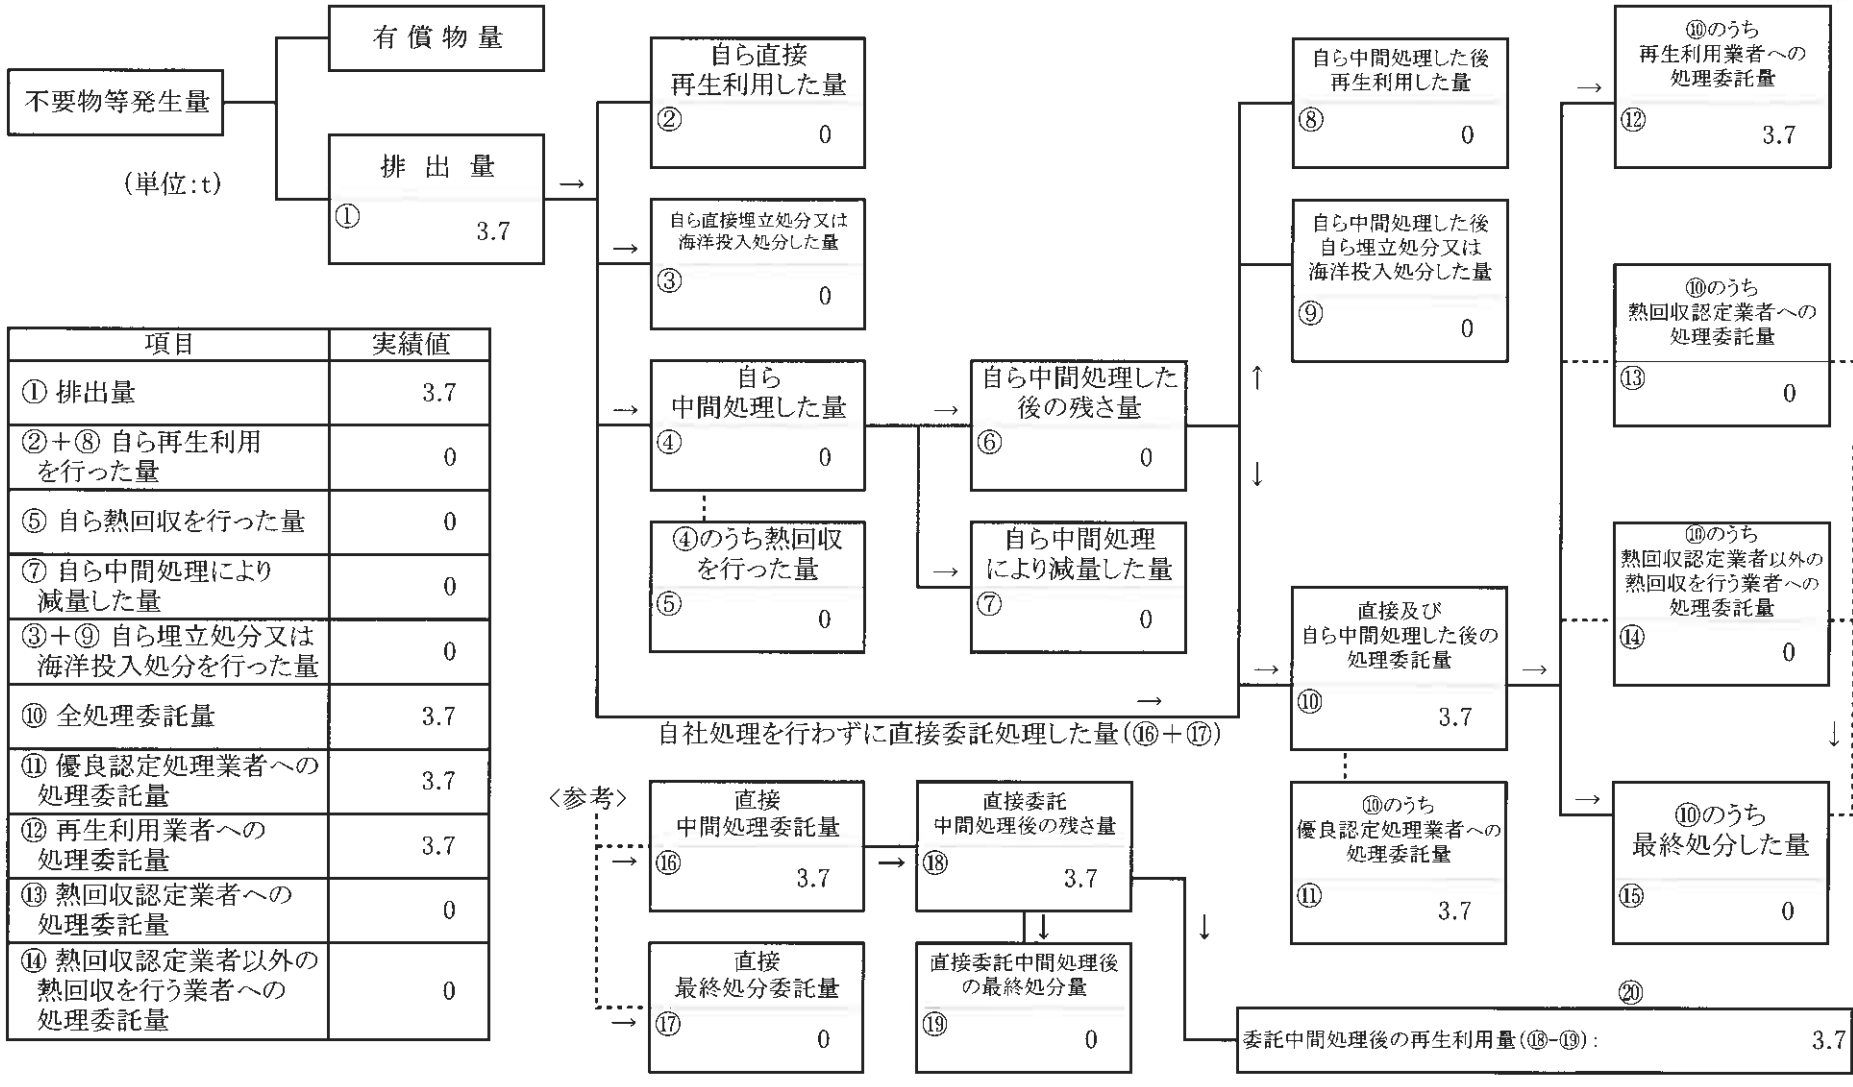 有償物量
不要物等発生量
(単位:t)
排出量
→
①
3.7
自ら直接
再生利用した量
②
0
自ら直接埋立処分又は
海洋投入処分した量
→
③
0
自ら
中間処理した量
→
④
0
④のうち熱回収
を行った量
⑤
0
自ら中間処理した
後の残さ量
→
⑥
0
自ら中間処理
により減量した量
→
⑦
0
自ら中間処理した後
再生利用した量
⑧
0
自ら中間処理した後
自ら埋立処分又は
海洋投入処分した量
⑨
0
↑
↓
直接及び
自ら中間処理した後の
処理委託量
→
⑩
3.7
→
⑩のうち
優良認定処理業者への
処理委託量
⑪
3.7
⑩のうち
再生利用業者への
処理委託量
→
⑫
3.7
⑩のうち
熱回収認定業者への
処理委託量
⑬
0
⑩のうち
熱回収認定業者以外の
熱回収を行う業者への
処理委託量
⑭
0
↓
⑩のうち
最終処分した量
→
⑮
0
→
自社処理を行わずに直接委託処理した量(⑯+⑰)
<参考>
直接
中間処理委託量
→
⑯
3.7
直接
最終処分委託量
→
⑰
0
直接委託
中間処理後の残さ量
→
⑱
3.7
↓
直接委託中間処理後
の最終処分量
⑲
0
↓
⑳
委託中間処理後の再生利用量(⑱-⑲): 3.7
項目 実績値
① 排出量 3.7
②+⑧ 自ら再生利用
を行った量 0
⑤ 自ら熱回収を行った量 0
⑦ 自ら中間処理により
減量した量 0
③+⑨ 自ら埋立処分又は
海洋投入処分を行った量 0
⑩ 全処理委託量 3.7
⑪ 優良認定処理業者への
処理委託量 3.7
⑫ 再生利用業者への
処理委託量 3.7
⑬ 熱回収認定業者への
処理委託量 0
⑭ 熱回収認定業者以外の
熱回収を行う業者への
処理委託量 0